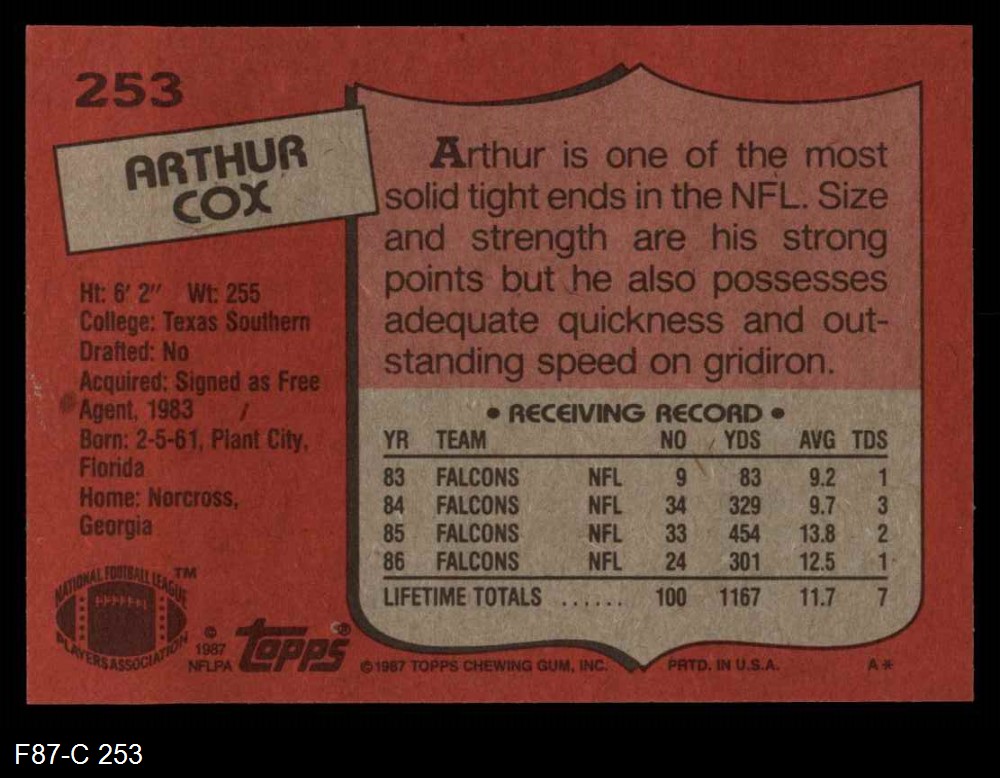 253
ARTHUR
COX
Ht: 6' 2" Wt: 255
College: Texas Southern
Drafted: No
Acquired: Signed as Free
Agent, 1983
Born: 2-5-61, Plant City,
Florida
Home: Norcross,
Georgia
Arthur is one of the most
solid tight ends in the NFL. Size
and strength are his strong
points but he also possesses
adequate quickness and out-
standing speed on gridiron.
• RECEIVING RECORD •
YR TEAM NO YDS AVG TDS
83 FALCONS NFL 9 83 9.2 1
84 FALCONS NFL 34 329 9.7 3
85 FALCONS NFL 33 454 13.8 2
86 FALCONS NFL 24 301 12.5 1
LIFETIME TOTALS ...... 100 1167 11.7 7
NATIONAL FOOTBALL LEAGUE ™
PLAYERS ASSOCIATION
© 1987
NFLPA
topps®
©1987 TOPPS CHEWING GUM, INC. PRTD. IN U.S.A. A*
F87-C 253